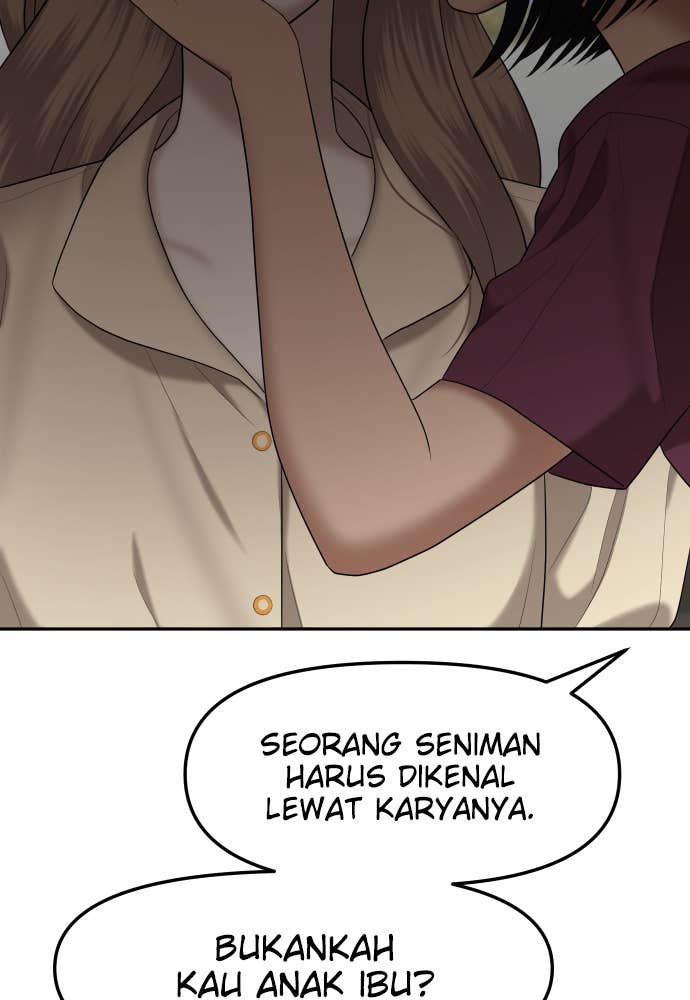 SEORANG SENIMAN
HARUS DIKENAL
LEWAT KARYANYA.
BUKANKAH
KAU ANAK IBU?